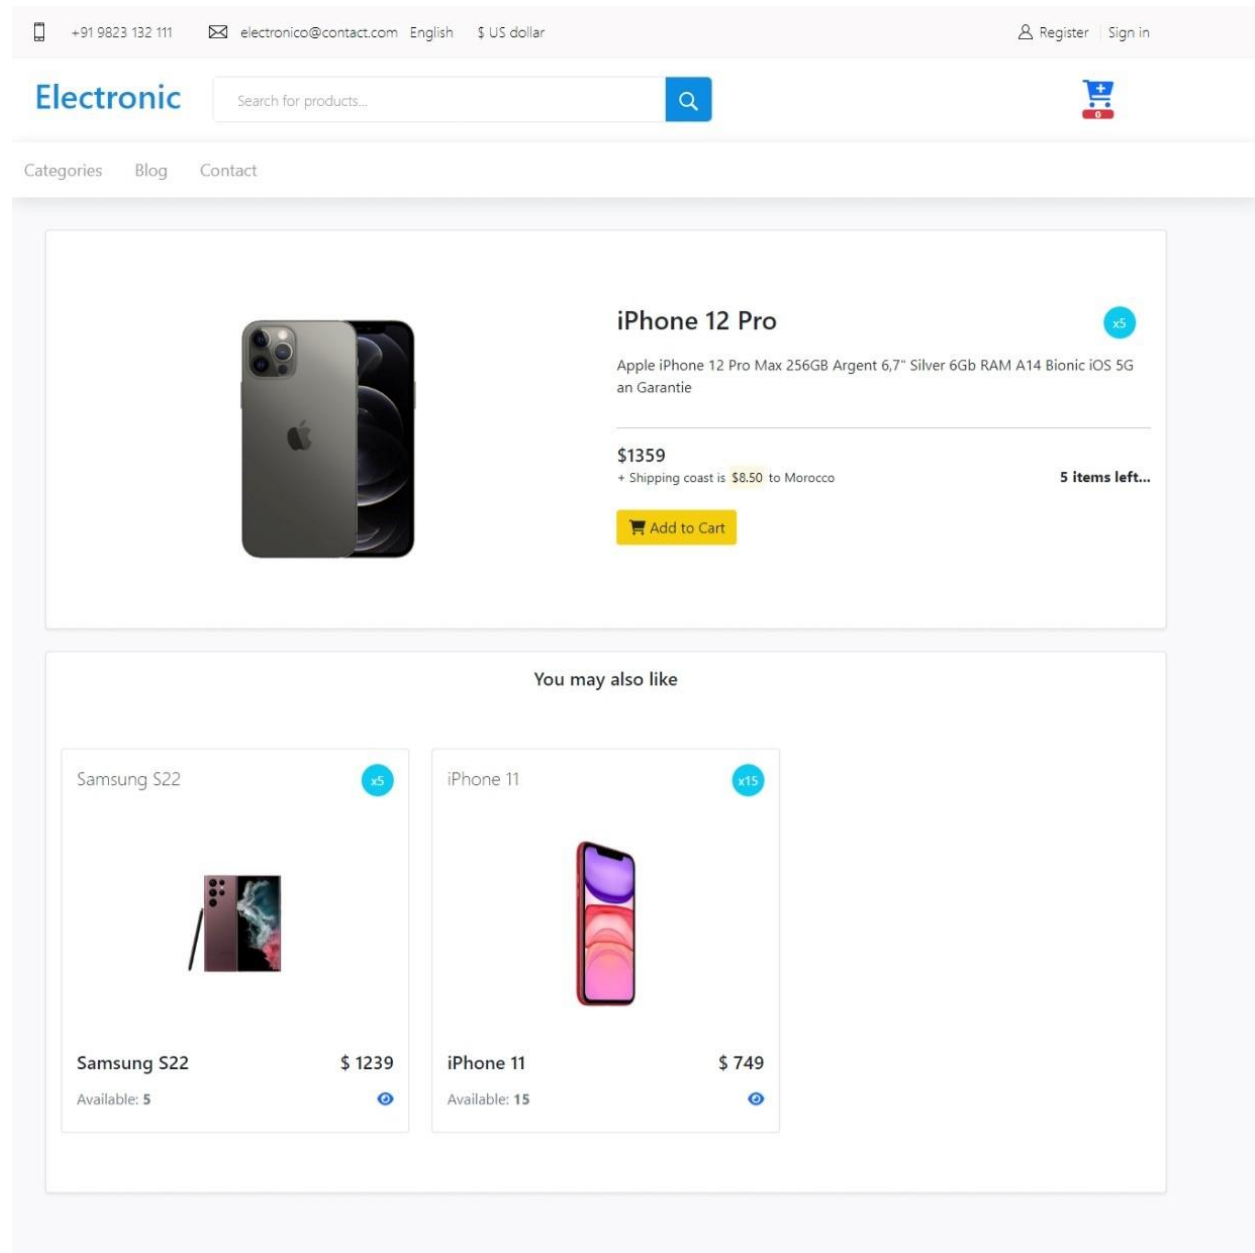 +91 9823 132 111 electronico@contact.com English $ US dollar Register Sign in
Electronic Search for products... 0
Categories Blog Contact
iPhone 12 Pro x5
Apple iPhone 12 Pro Max 256GB Argent 6,7" Silver 6Gb RAM A14 Bionic iOS 5G
an Garantie
$1359
+ Shipping coast is $8.50 to Morocco 5 items left...
Add to Cart
You may also like
Samsung S22 x5 iPhone 11 x15
Samsung S22 $ 1239 iPhone 11 $ 749
Available: 5 Available: 15